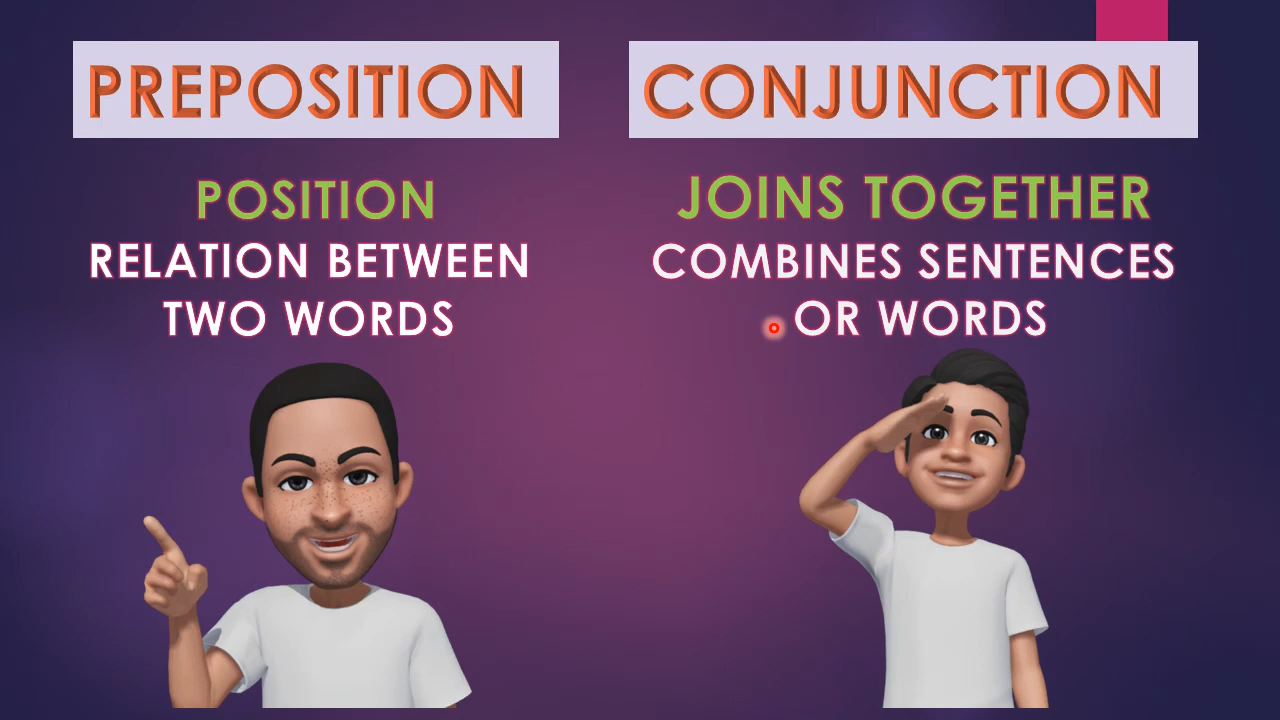 PREPOSITION
POSITION
RELATION BETWEEN
TWO WORDS
CONJUNCTION
JOINS TOGETHER
COMBINES SENTENCES
OR WORDS